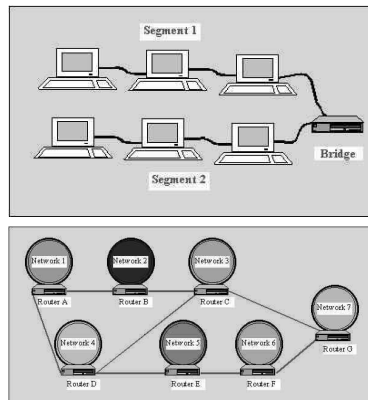 Segment 1
Bridge
Segment 2
Network 1
Network 2
Network 3
Router A
Router B
Router C
Network 7
Router G
Network 4
Network 5
Network 6
Router D
Router E
Router F